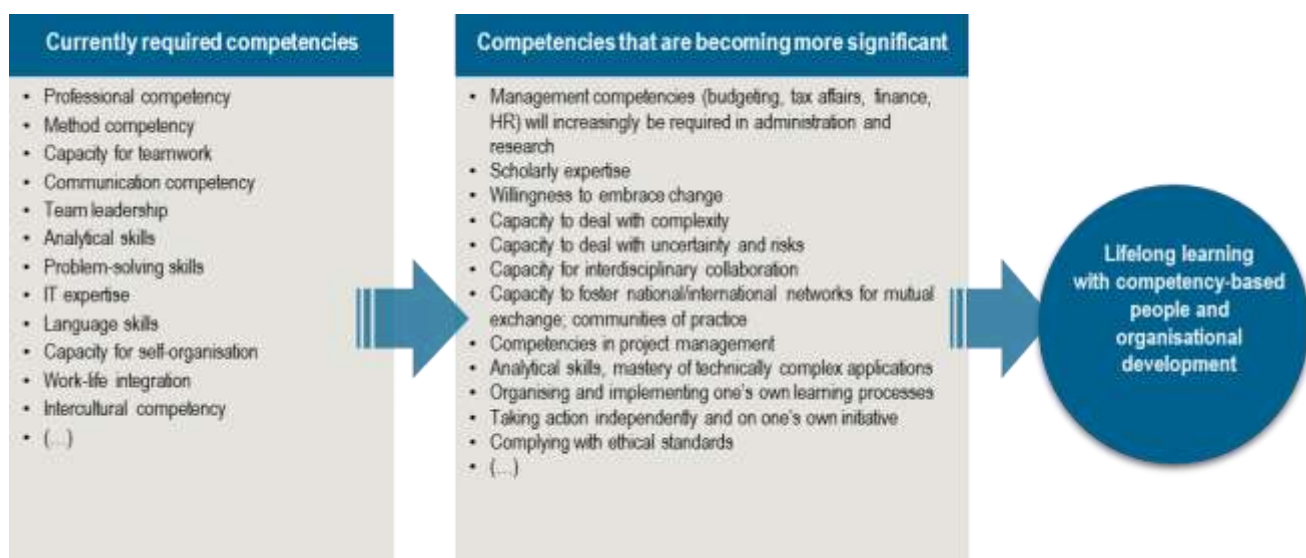 Currently required competencies
• Professional competency
• Method competency
• Capacity for teamwork
• Communication competency
• Team leadership
• Analytical skills
• Problem-solving skills
• IT expertise
• Language skills
• Capacity for self-organisation
• Work-life integration
• Intercultural competency
• (…)
Competencies that are becoming more significant
• Management competencies (budgeting, tax affairs, finance,
HR) will increasingly be required in administration and
research
• Scholarly expertise
• Willingness to embrace change
• Capacity to deal with complexity
• Capacity to deal with uncertainty and risks
• Capacity for interdisciplinary collaboration
• Capacity to foster national/international networks for mutual
exchange; communities of practice
• Competencies in project management
• Analytical skills, mastery of technically complex applications
• Organising and implementing one's own learning processes
• Taking action independently and on one's own initiative
• Complying with ethical standards
• (…)
Lifelong learning
with competency-based
people and
organisational
development